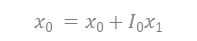 x₀ = x₀ + I₀x₁